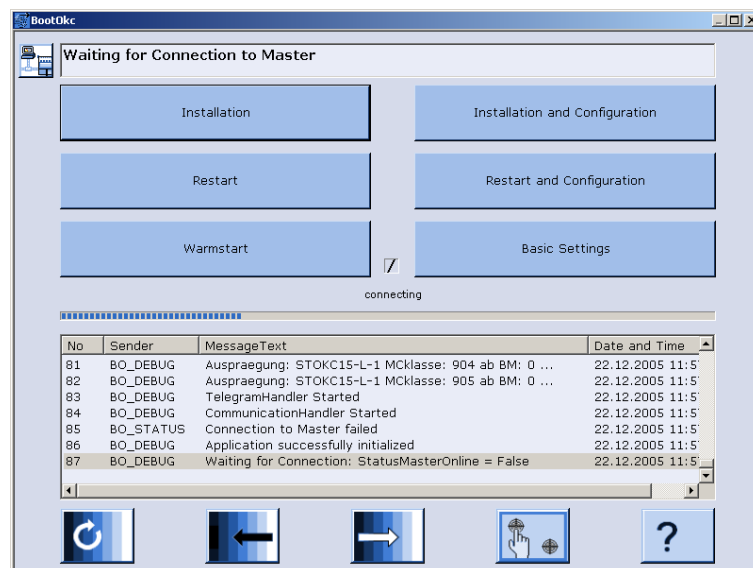 BootOkc
Waiting for Connection to Master
Installation
Installation and Configuration
Restart
Restart and Configuration
Warmstart
Basic Settings
connecting
No Sender MessageText Date and Time
81 BO_DEBUG Auspraegung: STOKC15-L-1 MCklasse: 904 ab BM: 0 ... 22.12.2005 11:5
82 BO_DEBUG Auspraegung: STOKC15-L-1 MCklasse: 905 ab BM: 0 ... 22.12.2005 11:5
83 BO_DEBUG TelegramHandler Started 22.12.2005 11:5
84 BO_DEBUG CommunicationHandler Started 22.12.2005 11:5
85 BO_STATUS Connection to Master failed 22.12.2005 11:5
86 BO_DEBUG Application successfully initialized 22.12.2005 11:5
87 BO_DEBUG Waiting for Connection: StatusMasterOnline = False 22.12.2005 11:5
?